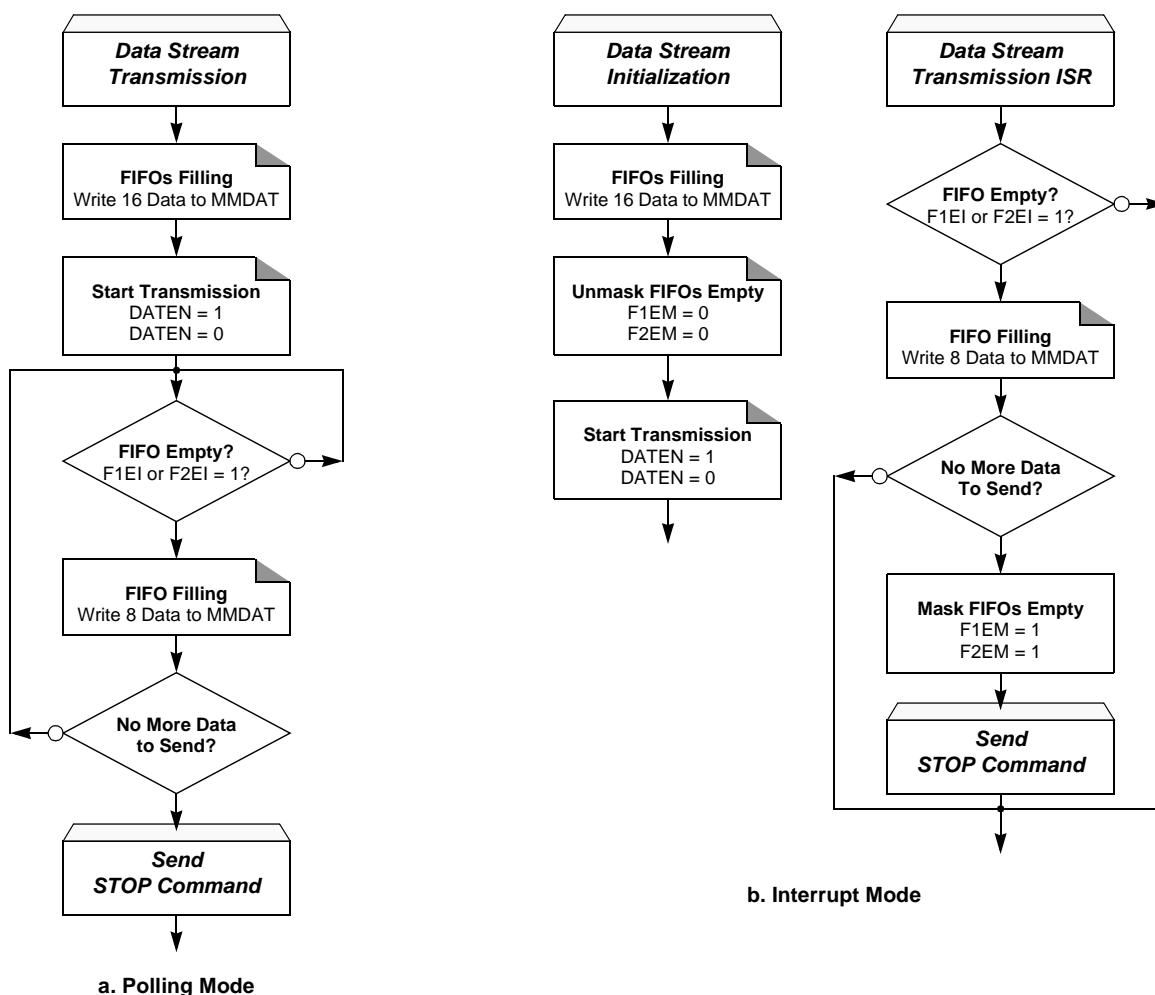 Data Stream
Transmission
FIFOs Filling
Write 16 Data to MMDAT
Start Transmission
DATEN = 1
DATEN = 0
FIFO Empty?
F1EI or F2EI = 1?
FIFO Filling
Write 8 Data to MMDAT
No More Data
to Send?
Send
STOP Command
a. Polling Mode
Data Stream
Initialization
FIFOs Filling
Write 16 Data to MMDAT
Unmask FIFOs Empty
F1EM = 0
F2EM = 0
Start Transmission
DATEN = 1
DATEN = 0
Data Stream
Transmission ISR
FIFO Empty?
F1EI or F2EI = 1?
FIFO Filling
Write 8 Data to MMDAT
No More Data
To Send?
Mask FIFOs Empty
F1EM = 1
F2EM = 1
Send
STOP Command
b. Interrupt Mode